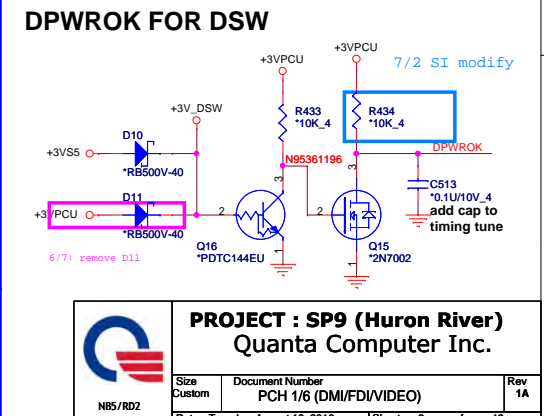 DPWROK FOR DSW
+3VPCU
+3VPCU
7/2 SI modify
+3V_DSW
R433
*10K_4
R434
*10K_4
D10
+3VS5
*RB500V-40
N95361196
DPWROK
3
3
C513
*0.1U/10V_4
add cap to
timing tune
D11
+3VPCU
*RB500V-40
2
2
6/7: remove D11
Q16
*PDTC144EU
1
Q15
*2N7002
1
PROJECT : SP9 (Huron River)
Quanta Computer Inc.
NB5/RD2
Size
Custom
Document Number
PCH 1/6 (DMI/FDI/VIDEO)
Rev
1A